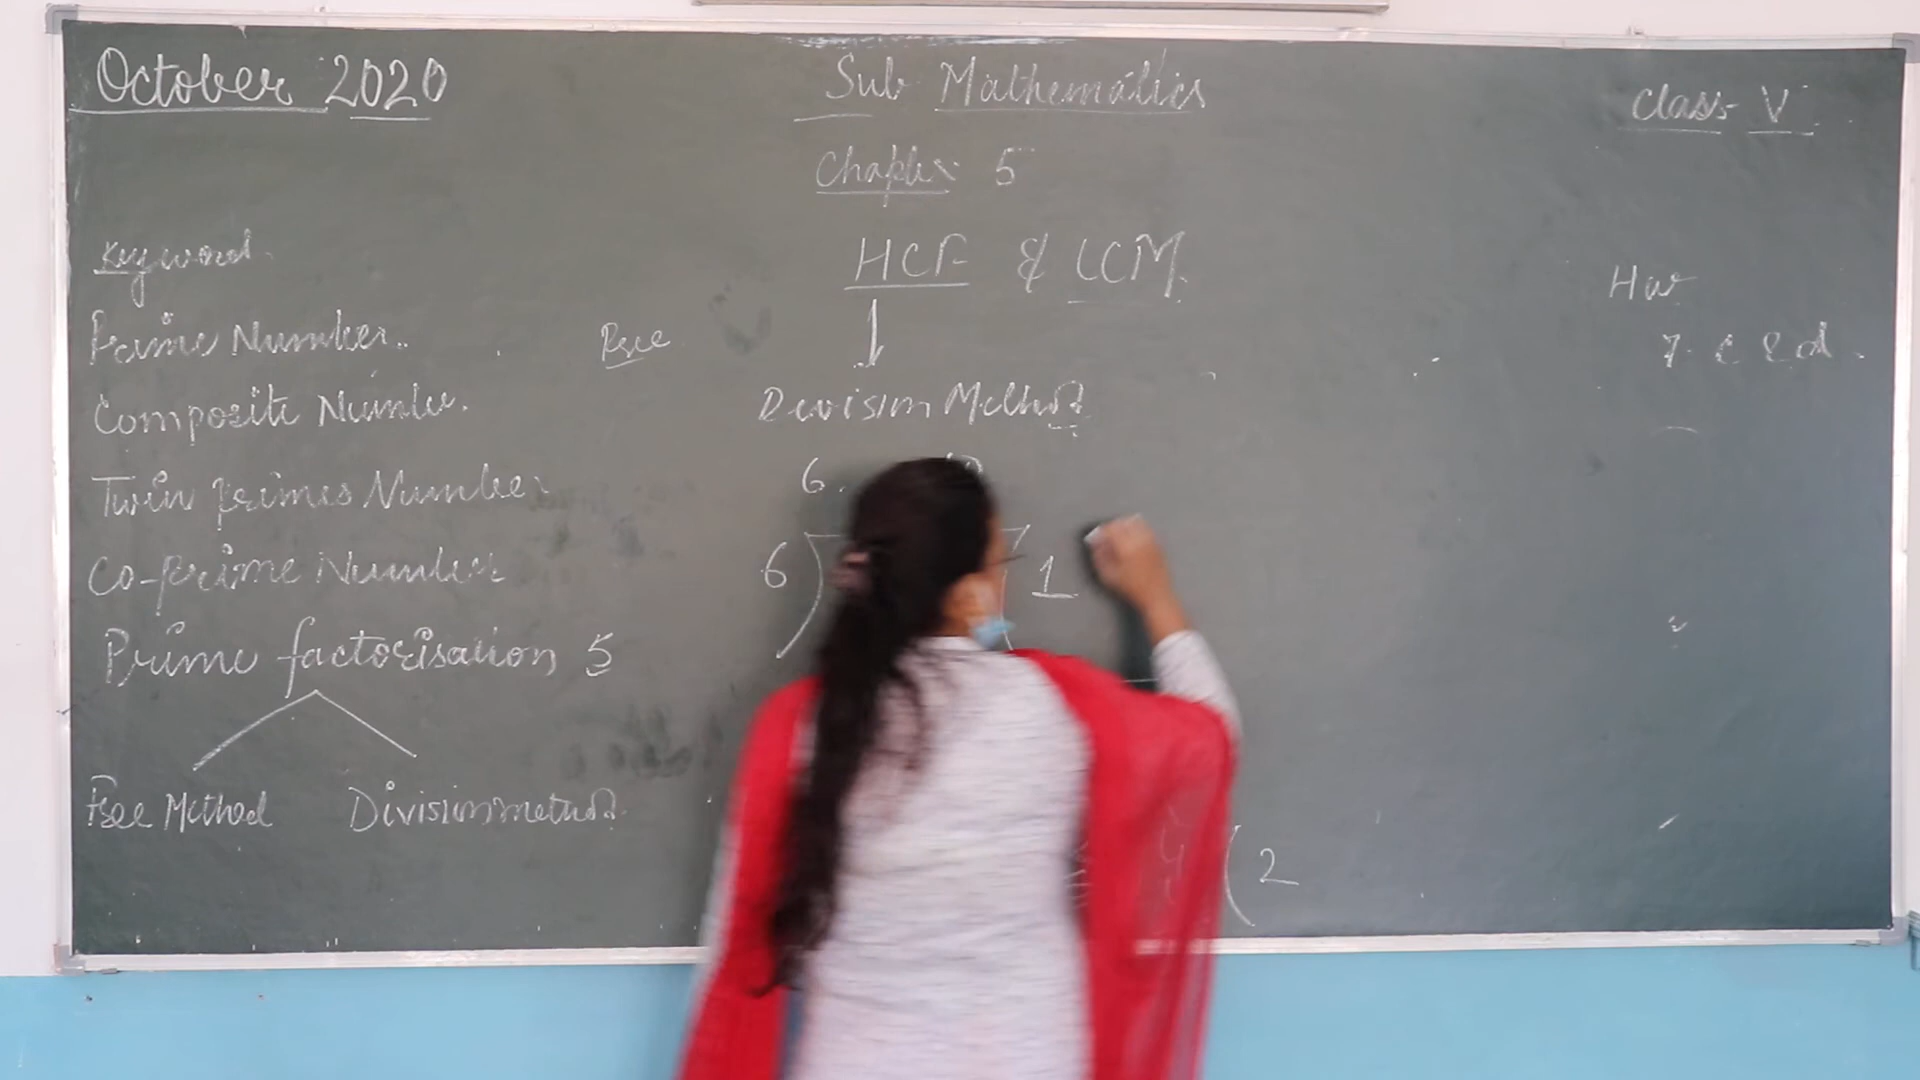 October 2020
Sub Mathematics
Class V
Chapter 5
HCF & LCM
Keyword
Prime Number
Composite Number
Twin primes Number
Co-prime Number
Prime factorisation 5
Tree Method Division method
Division Method
6
6 1
2
Hw
7. c & d